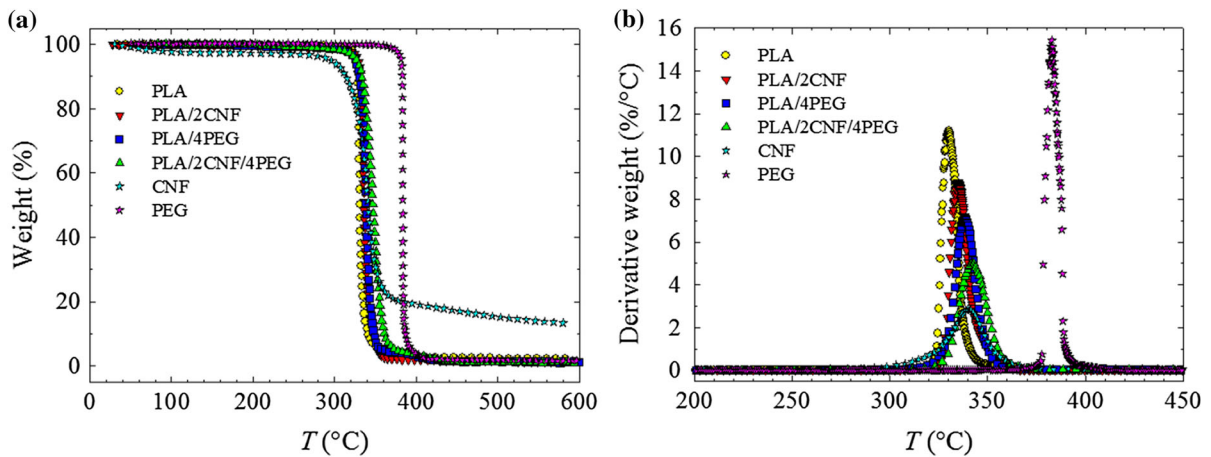 (a)
Weight (%)
100
80
60
40
20
0
PLA
PLA/2CNF
PLA/4PEG
PLA/2CNF/4PEG
CNF
PEG
0 100 200 300 400 500 600
T (°C)
(b)
Derivative weight (%/°C)
16
14
12
10
8
6
4
2
0
PLA
PLA/2CNF
PLA/4PEG
PLA/2CNF/4PEG
CNF
PEG
200 250 300 350 400 450
T (°C)